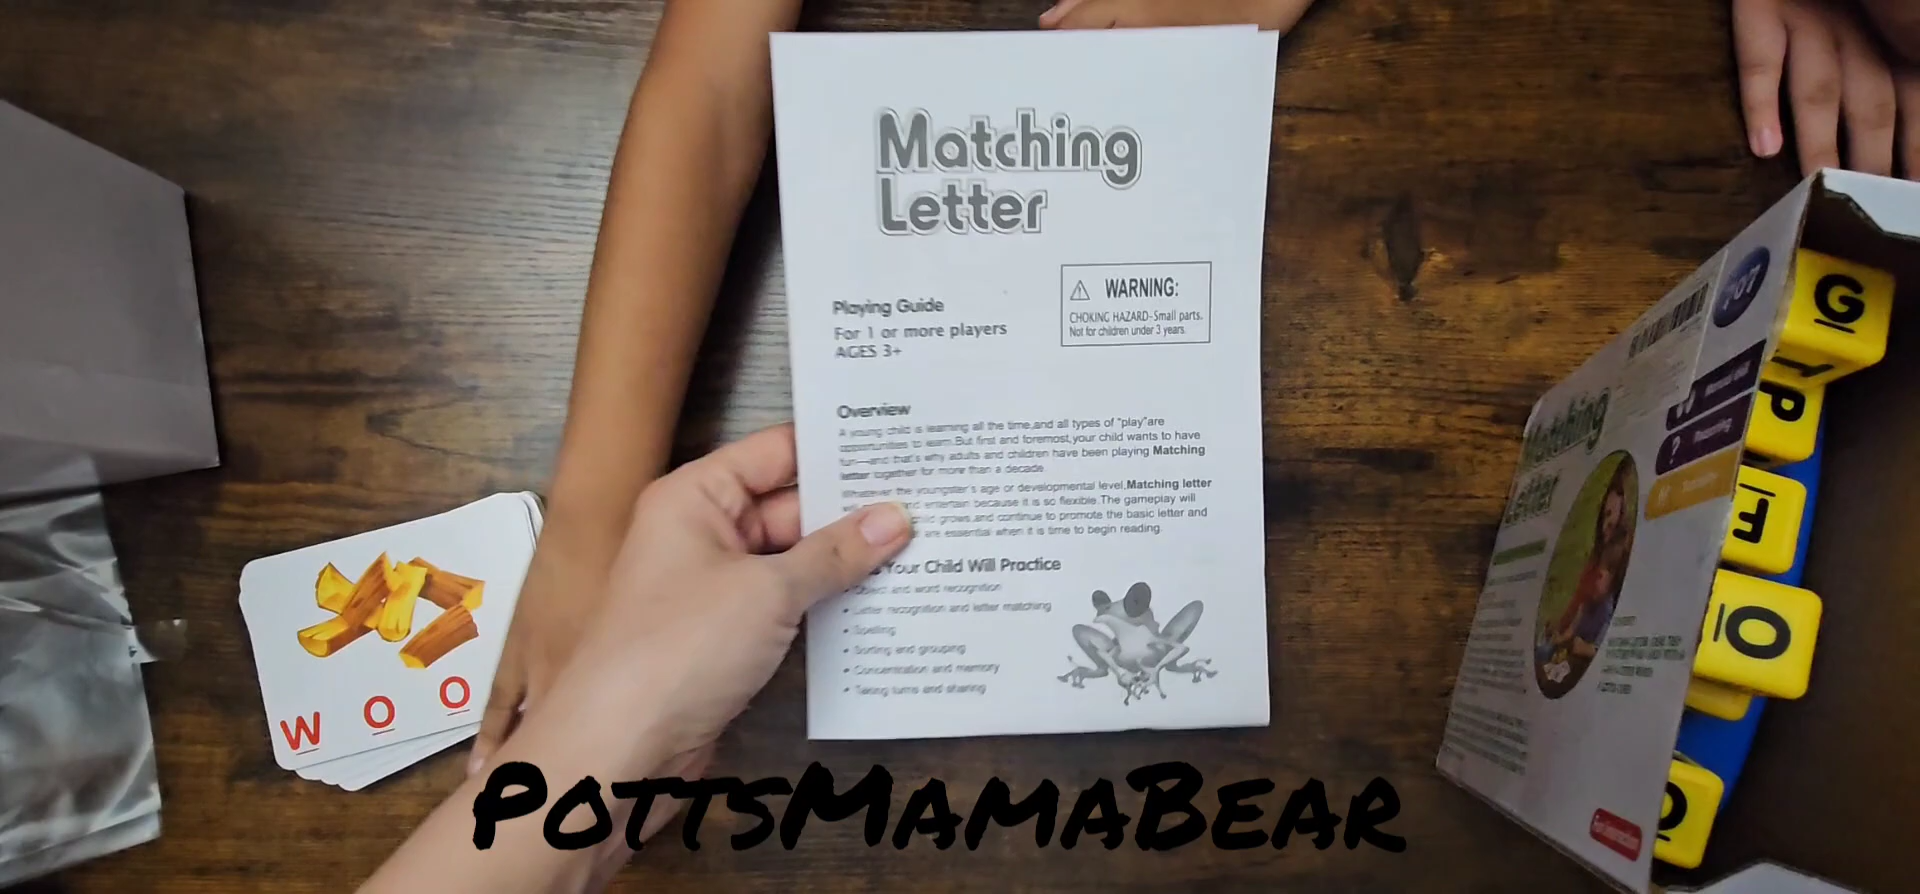 Matching
Letter
WARNING:
CHOKING HAZARD-Small parts.
Not for children under 3 years.
Playing Guide
For 1 or more players
AGES 3+
Overview
A young child is learning all the time,and all types of "play"are
opportunities to learn.But first and foremost,your child wants to have
fun—and that's why adults and children have been playing Matching
letter together for more than a decade.
Whatever the youngster's age or developmental level,Matching letter
will and entertain because it is so flexible.The gameplay will
child grows,and continue to promote the basic letter and
are essential when it is time to begin reading.
Your Child Will Practice
• Object and word recognition
• Letter recognition and letter matching
• Spelling
• Sorting and grouping
• Concentration and memory
• Taking turns and sharing
W O O
G
P
F
O
Matching
Letter
PottsMamaBear